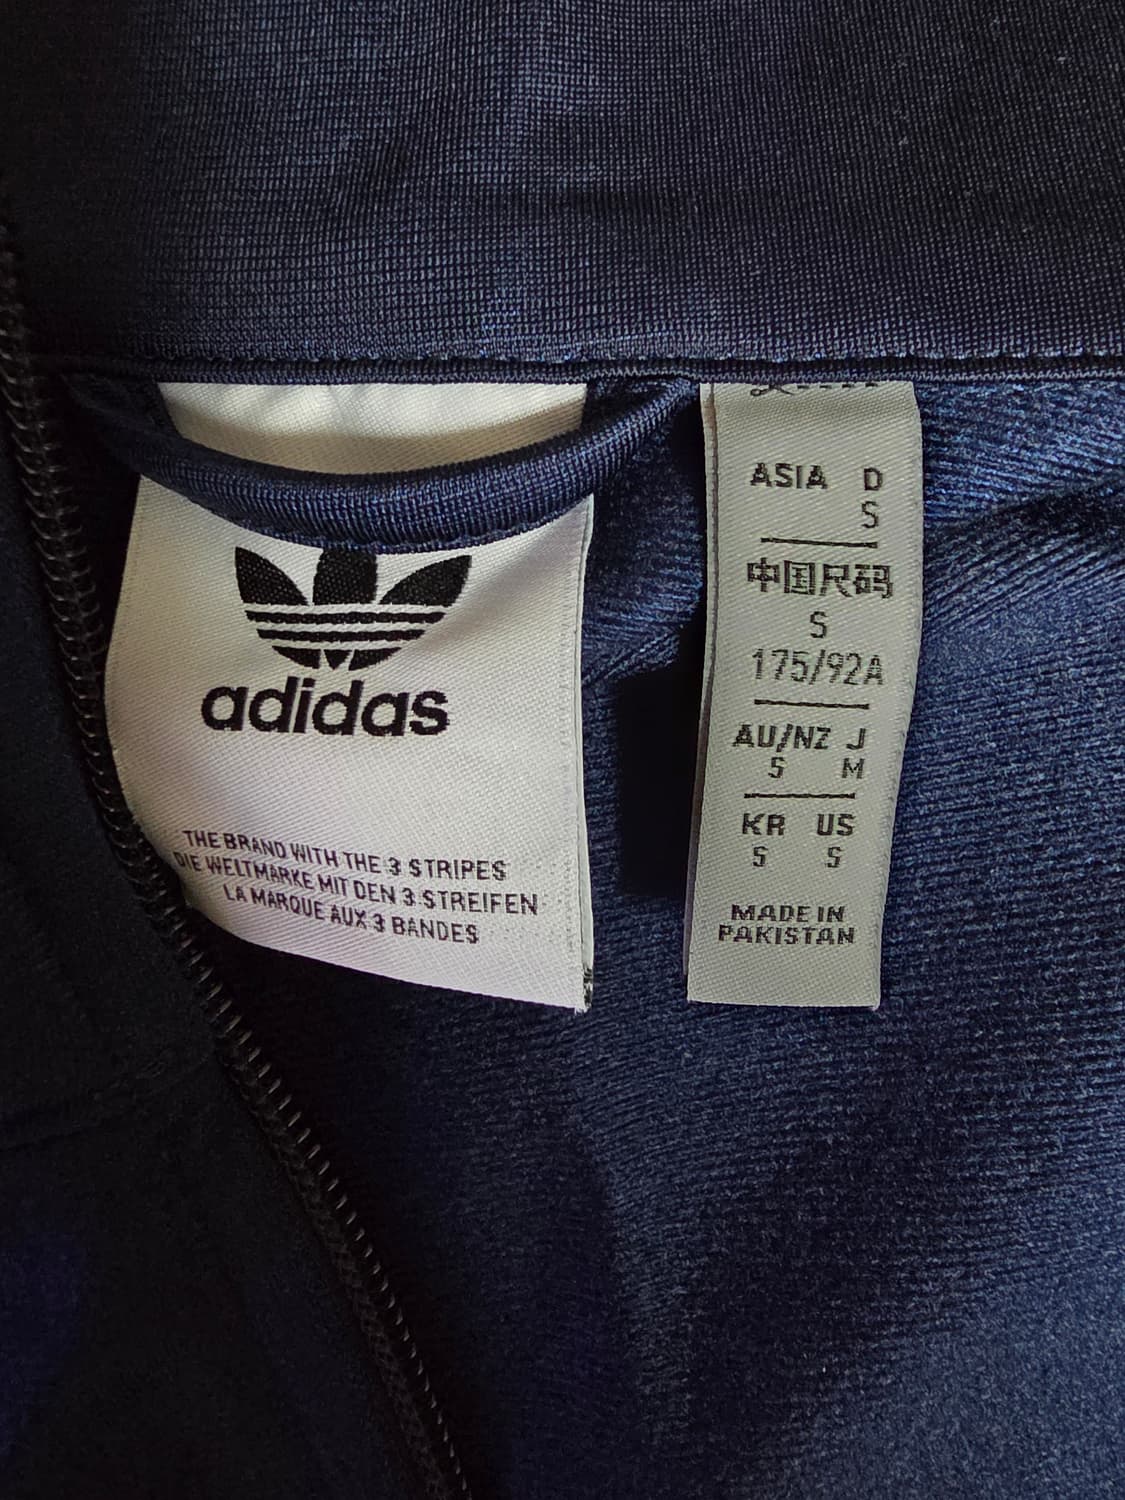 adidas
THE BRAND WITH THE 3 STRIPES
DIE WELTMARKE MIT DEN 3 STREIFEN
LA MARQUE AUX 3 BANDES
ASIA D
S
中国尺码
S
175/92A
AU/NZ J
S M
KR US
S S
MADE IN
PAKISTAN